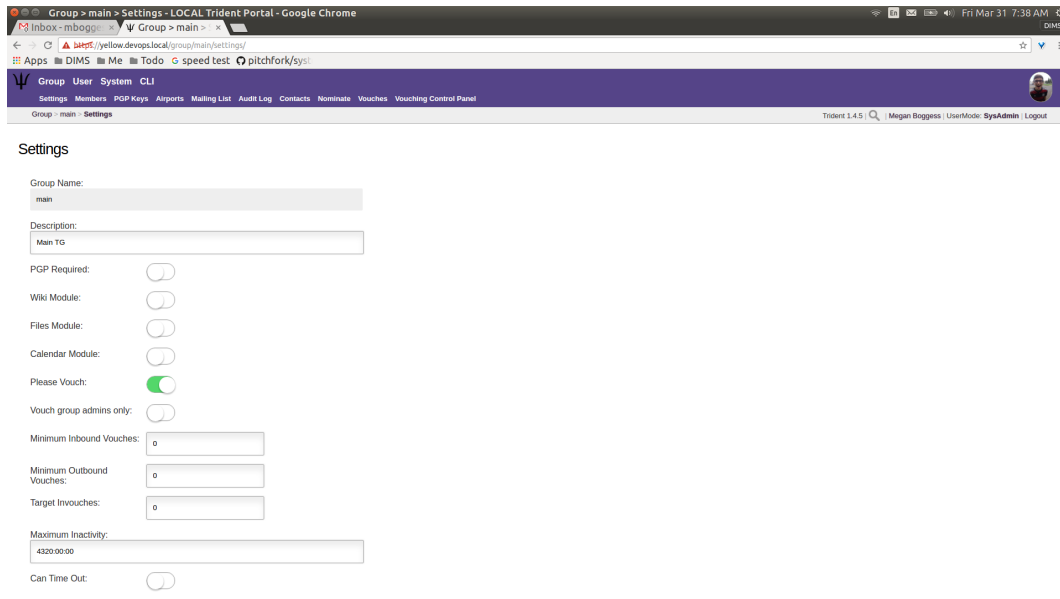 Group > main > Settings - LOCAL Trident Portal - Google Chrome
En
Fri Mar 31 7:38 AM
Inbox - mbogge × Ψ Group > main > ×
DIMS
https://yellow.devops.local/group/main/settings/
Apps DIMS Me Todo G speed test pitchfork/syst
Group User System CLI
Settings Members PGP Keys Airports Mailing List Audit Log Contacts Nominate Vouches Vouching Control Panel
Group > main > Settings
Trident 1.4.5 | | Megan Boggess | UserMode: SysAdmin | Logout
Settings
Group Name:
main
Description:
Main TG
PGP Required:
Wiki Module:
Files Module:
Calendar Module:
Please Vouch:
Vouch group admins only:
Minimum Inbound Vouches:
0
Minimum Outbound
Vouches:
0
Target Invouches:
0
Maximum Inactivity:
4320:00:00
Can Time Out: